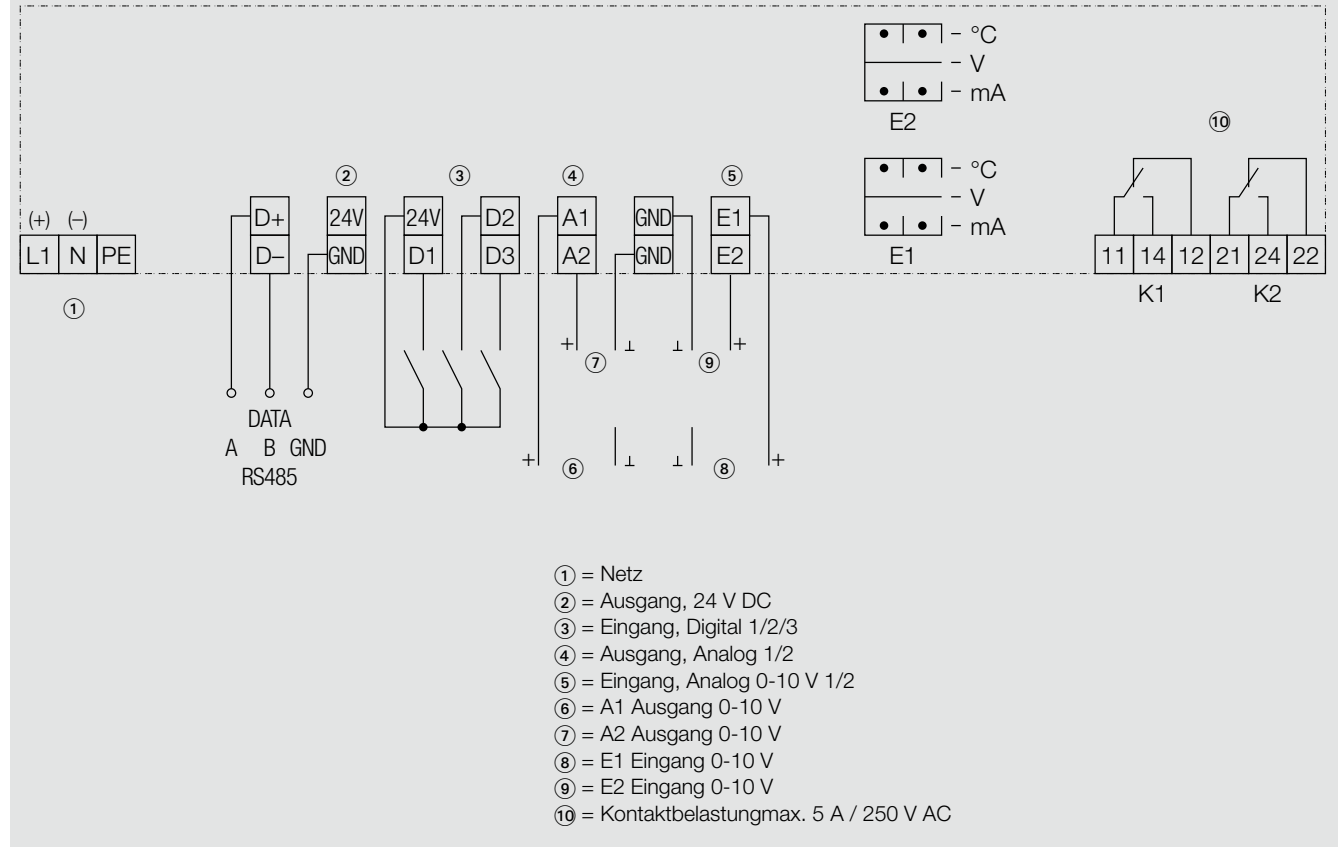 – °C
– V
– mA
E2
⑩
② ③ ④ ⑤
– °C
– V
– mA
E1
(+) (–)
L1 N PE
①
D+ 24V 24V D2 A1 GND E1
D– GND D1 D3 A2 GND E2
11 14 12 21 24 22
K1 K2
+ ⑦ ⊥ ⊥ ⑨ +
DATA
A B GND
RS485
+ ⑥ ⊥ ⊥ ⑧ +
① = Netz
② = Ausgang, 24 V DC
③ = Eingang, Digital 1/2/3
④ = Ausgang, Analog 1/2
⑤ = Eingang, Analog 0-10 V 1/2
⑥ = A1 Ausgang 0-10 V
⑦ = A2 Ausgang 0-10 V
⑧ = E1 Eingang 0-10 V
⑨ = E2 Eingang 0-10 V
⑩ = Kontaktbelastungmax. 5 A / 250 V AC